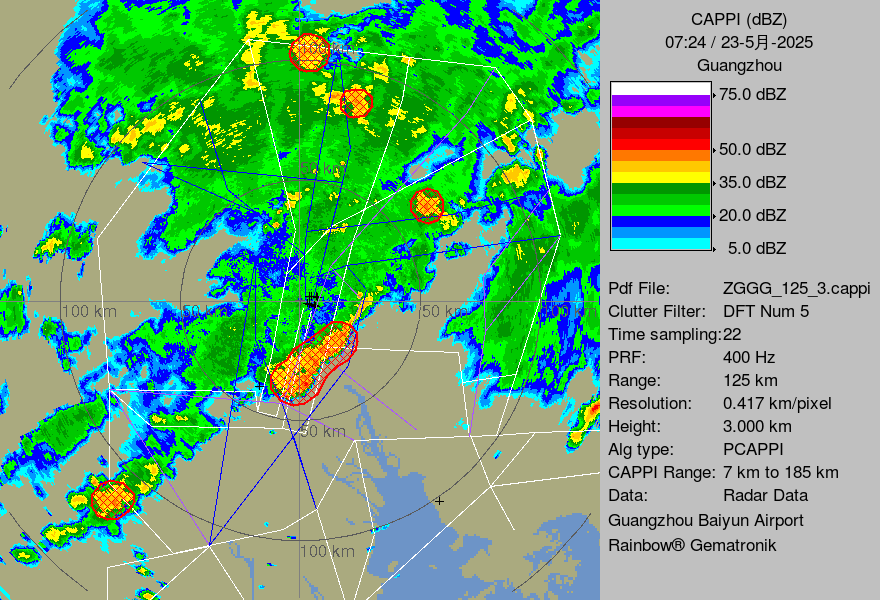 CAPPI (dBZ)
07:24 / 23-5月-2025
Guangzhou
75.0 dBZ
50.0 dBZ
35.0 dBZ
20.0 dBZ
5.0 dBZ
Pdf File: ZGGG_125_3.cappi
Clutter Filter: DFT Num 5
Time sampling:22
PRF: 400 Hz
Range: 125 km
Resolution: 0.417 km/pixel
Height: 3.000 km
Alg type: PCAPPI
CAPPI Range: 7 km to 185 km
Data: Radar Data
Guangzhou Baiyun Airport
Rainbow® Gematronik
100 km
50 km
100 km
50 km
50 km
50 km
100 km